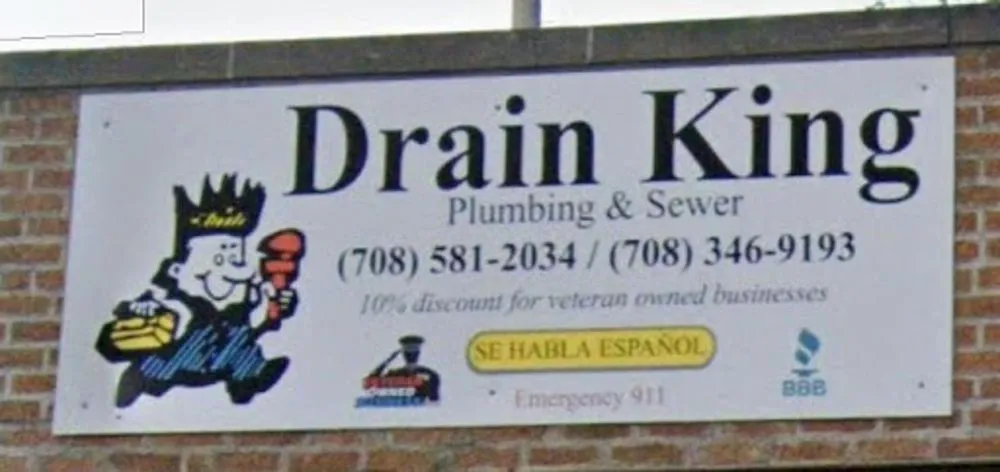 Drain King
Plumbing & Sewer
(708) 581-2034 / (708) 346-9193
10% discount for veteran owned businesses
SE HABLA ESPAÑOL
BBB
Emergency 911